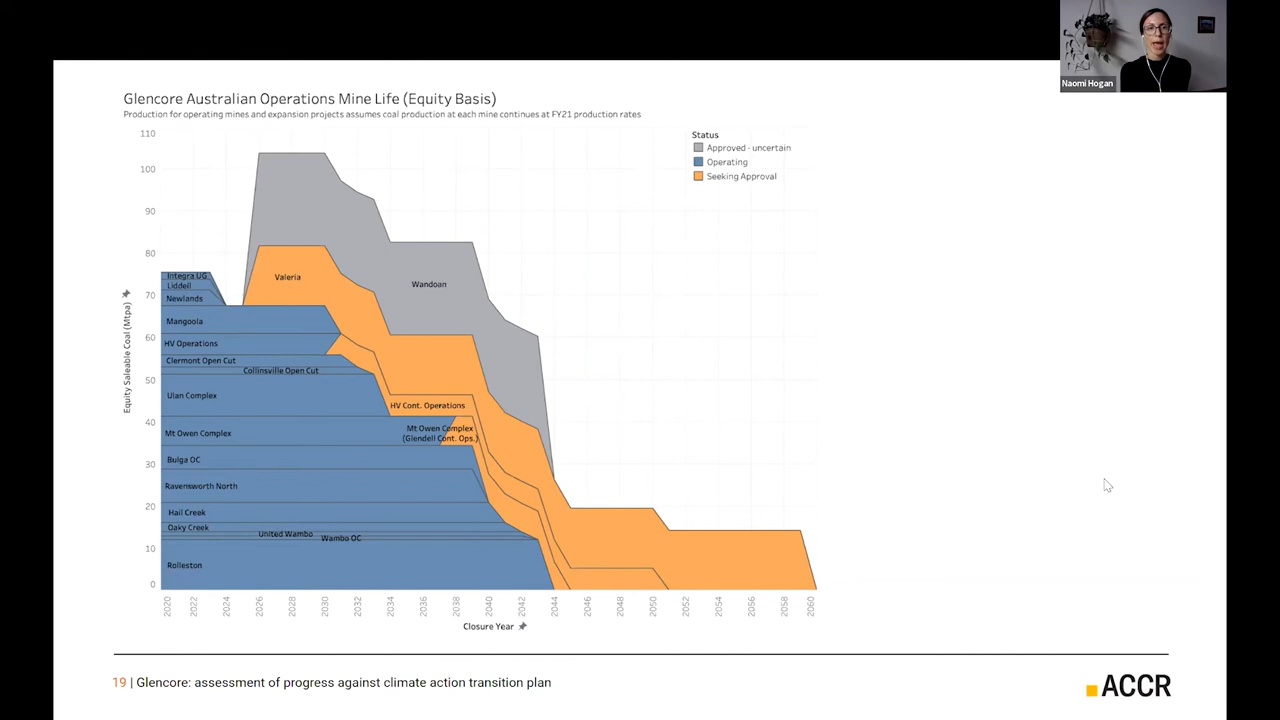 Naomi Hogan
Glencore Australian Operations Mine Life (Equity Basis)
Production for operating mines and expansion projects assumes coal production at each mine continues at FY21 production rates
Status
Approved - uncertain
Operating
Seeking Approval
Equity Saleable Coal (Mtpa)
110
100
90
80
70
60
50
40
30
20
10
0
Integra UG
Liddell
Newlands
Mangoola
HV Operations
Clermont Open Cut
Collinsville Open Cut
Ulan Complex
Mt Owen Complex
Bulga OC
Ravensworth North
Hail Creek
Oaky Creek
United Wambo
Wambo OC
Rolleston
Valeria
Wandoan
HV Cont. Operations
Mt Owen Complex
(Glendell Cont. Ops.)
2020
2022
2024
2026
2028
2030
2032
2034
2036
2038
2040
2042
2044
2046
2048
2050
2052
2054
2056
2058
2060
Closure Year
19 | Glencore: assessment of progress against climate action transition plan
ACCR